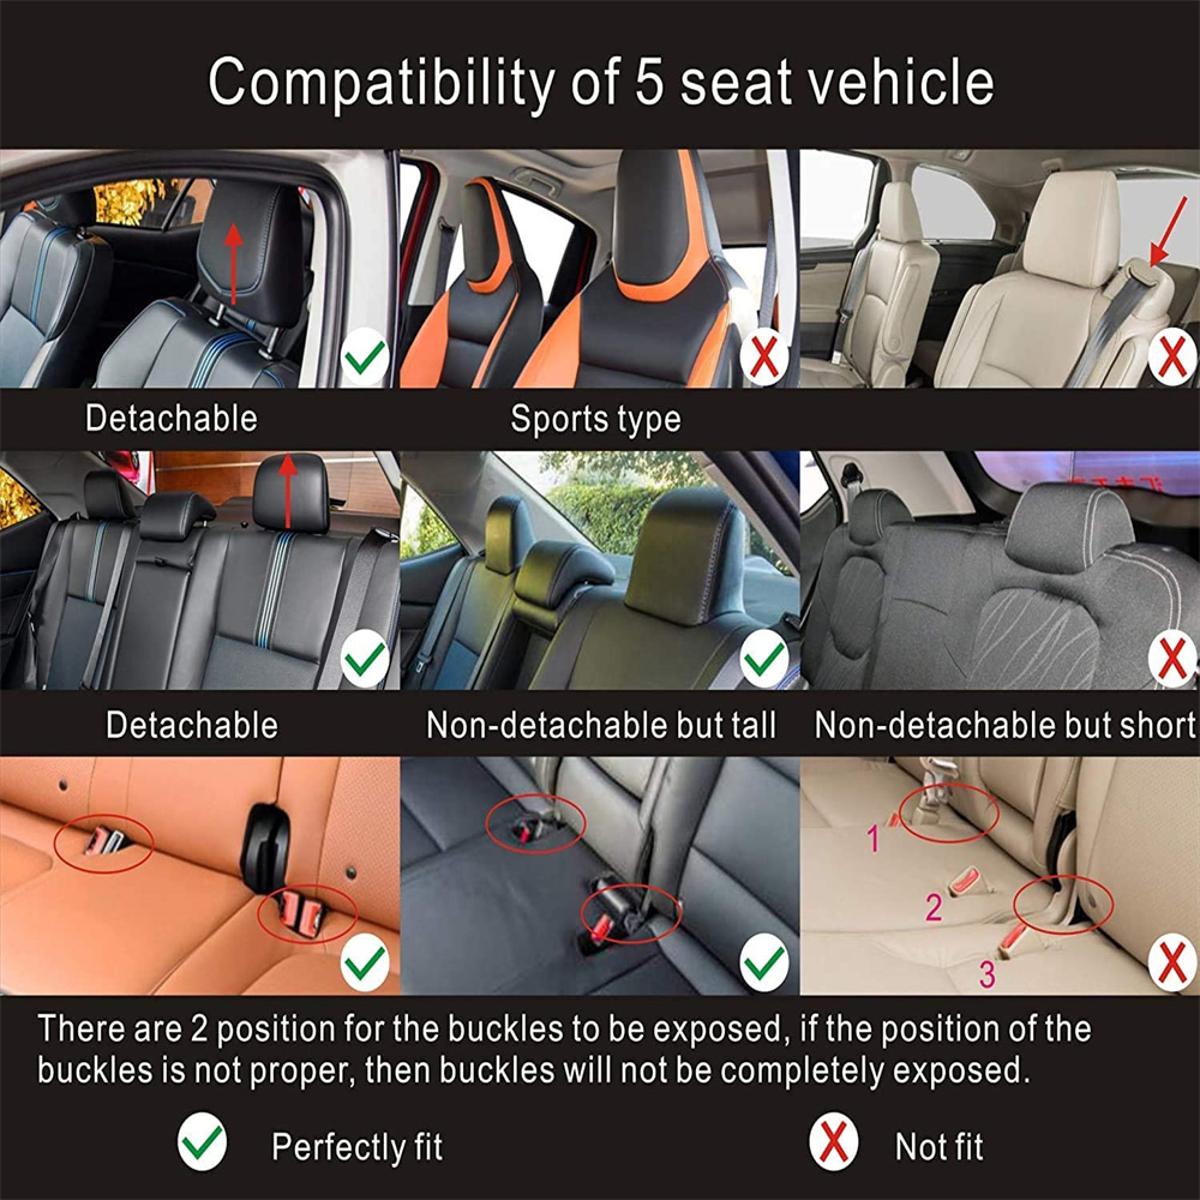 Compatibility of 5 seat vehicle
Detachable
Sports type
Detachable
Non-detachable but tall
Non-detachable but short
1
2
3
There are 2 position for the buckles to be exposed, if the position of the
buckles is not proper, then buckles will not be completely exposed.
Perfectly fit
Not fit